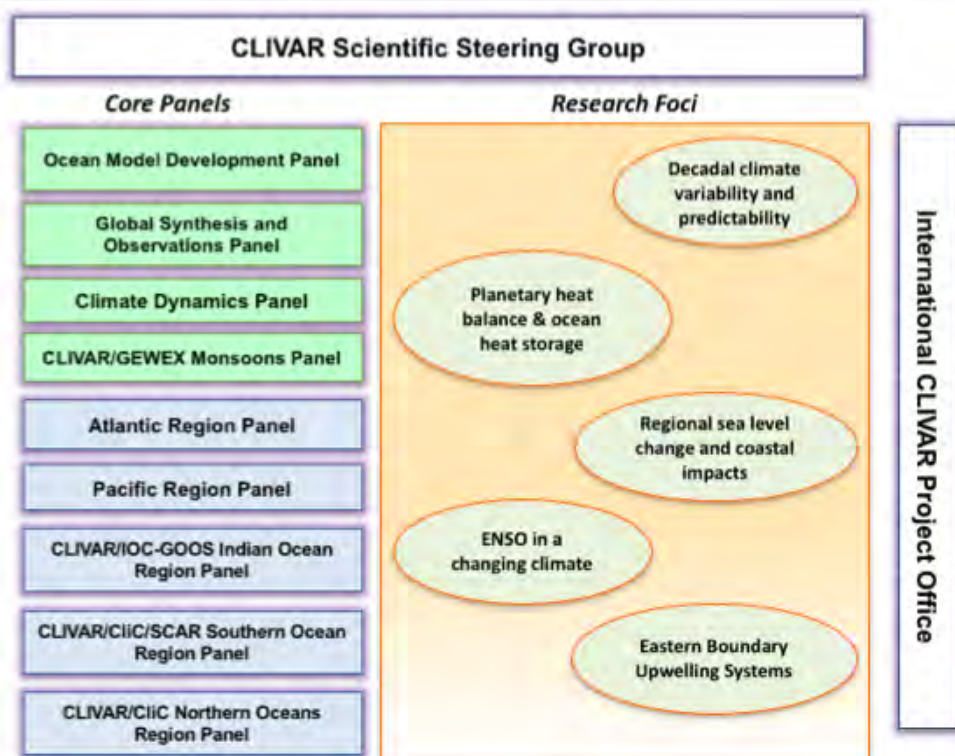 CLIVAR Scientific Steering Group
Core Panels
Research Foci
Ocean Model Development Panel
Global Synthesis and
Observations Panel
Climate Dynamics Panel
CLIVAR/GEWEX Monsoons Panel
Atlantic Region Panel
Pacific Region Panel
CLIVAR/IOC-GOOS Indian Ocean
Region Panel
CLIVAR/CliC/SCAR Southern Ocean
Region Panel
CLIVAR/CliC Northern Oceans
Region Panel
Decadal climate
variability and
predictability
Planetary heat
balance & ocean
heat storage
Regional sea level
change and coastal
impacts
ENSO in a
changing climate
Eastern Boundary
Upwelling Systems
International CLIVAR Project Office